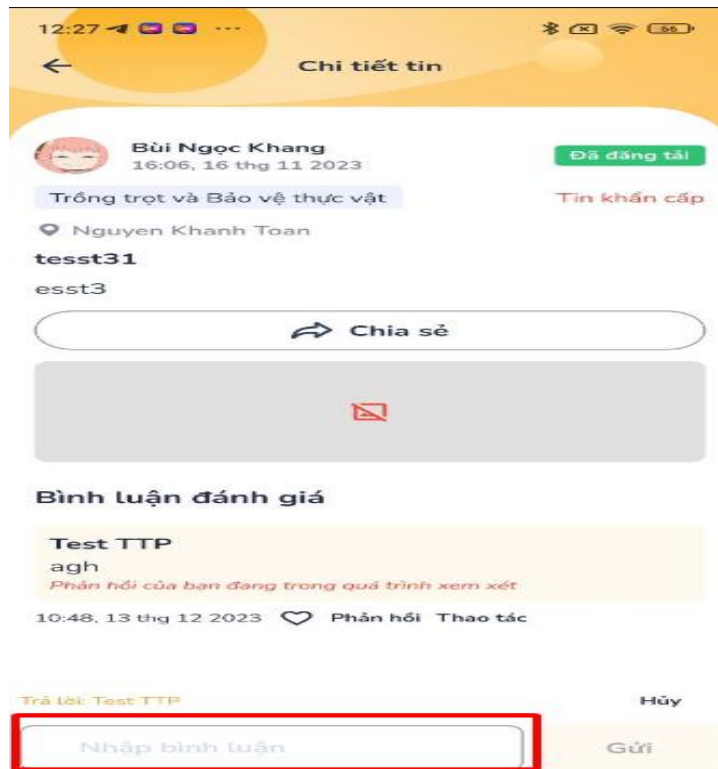 12:27 ...
66
Chi tiết tin
Bùi Ngọc Khang
16:06, 16 thg 11 2023
Đã đăng tải
Trồng trọt và Bảo vệ thực vật
Tin khẩn cấp
Nguyen Khanh Toan
tesst31
esst3
Chia sẻ
Bình luận đánh giá
Test TTP
agh
Phản hồi của bạn đang trong quá trình xem xét
10:48, 13 thg 12 2023 Phản hồi Thao tác
Trả lời: Test TTP
Hủy
Nhập bình luận
Gửi